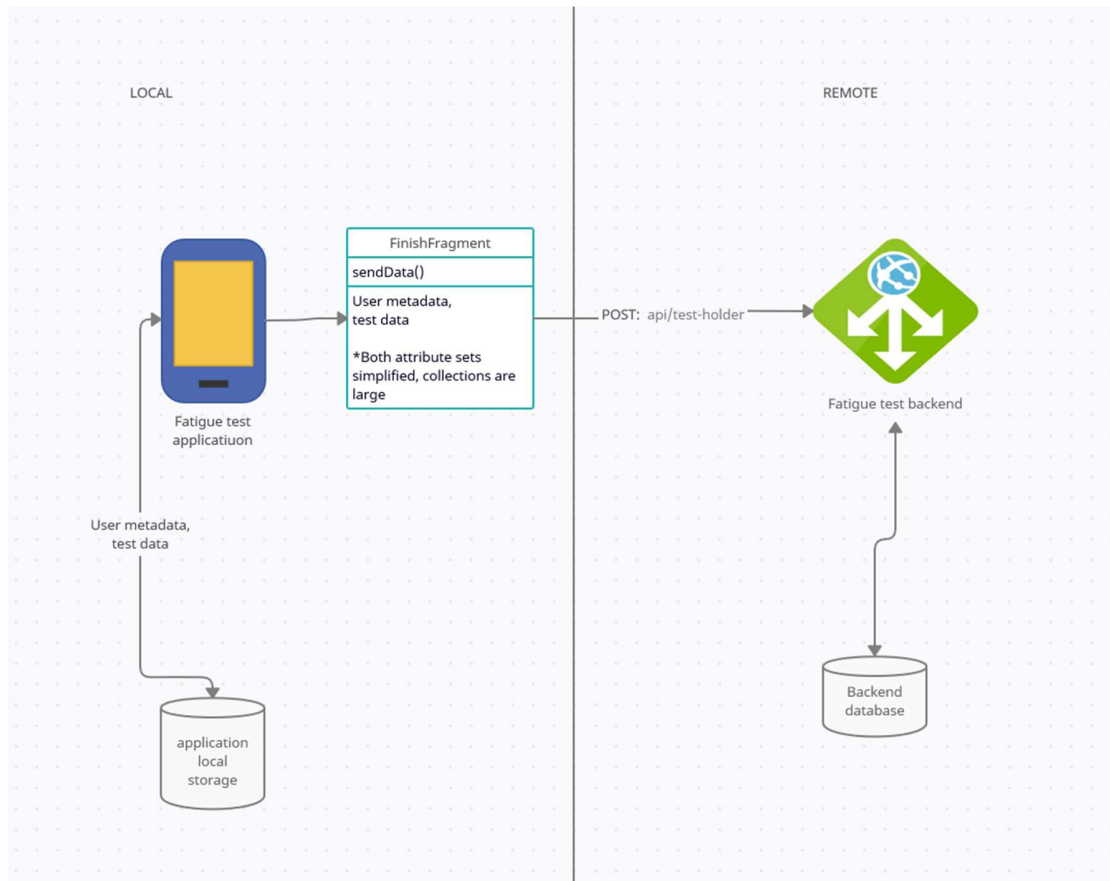 LOCAL
REMOTE
FinishFragment
sendData()
User metadata,
test data
*Both attribute sets
simplified, collections are
large
POST: api/test-holder
Fatigue test
applicatiuon
Fatigue test backend
User metadata,
test data
application
local
storage
Backend
database